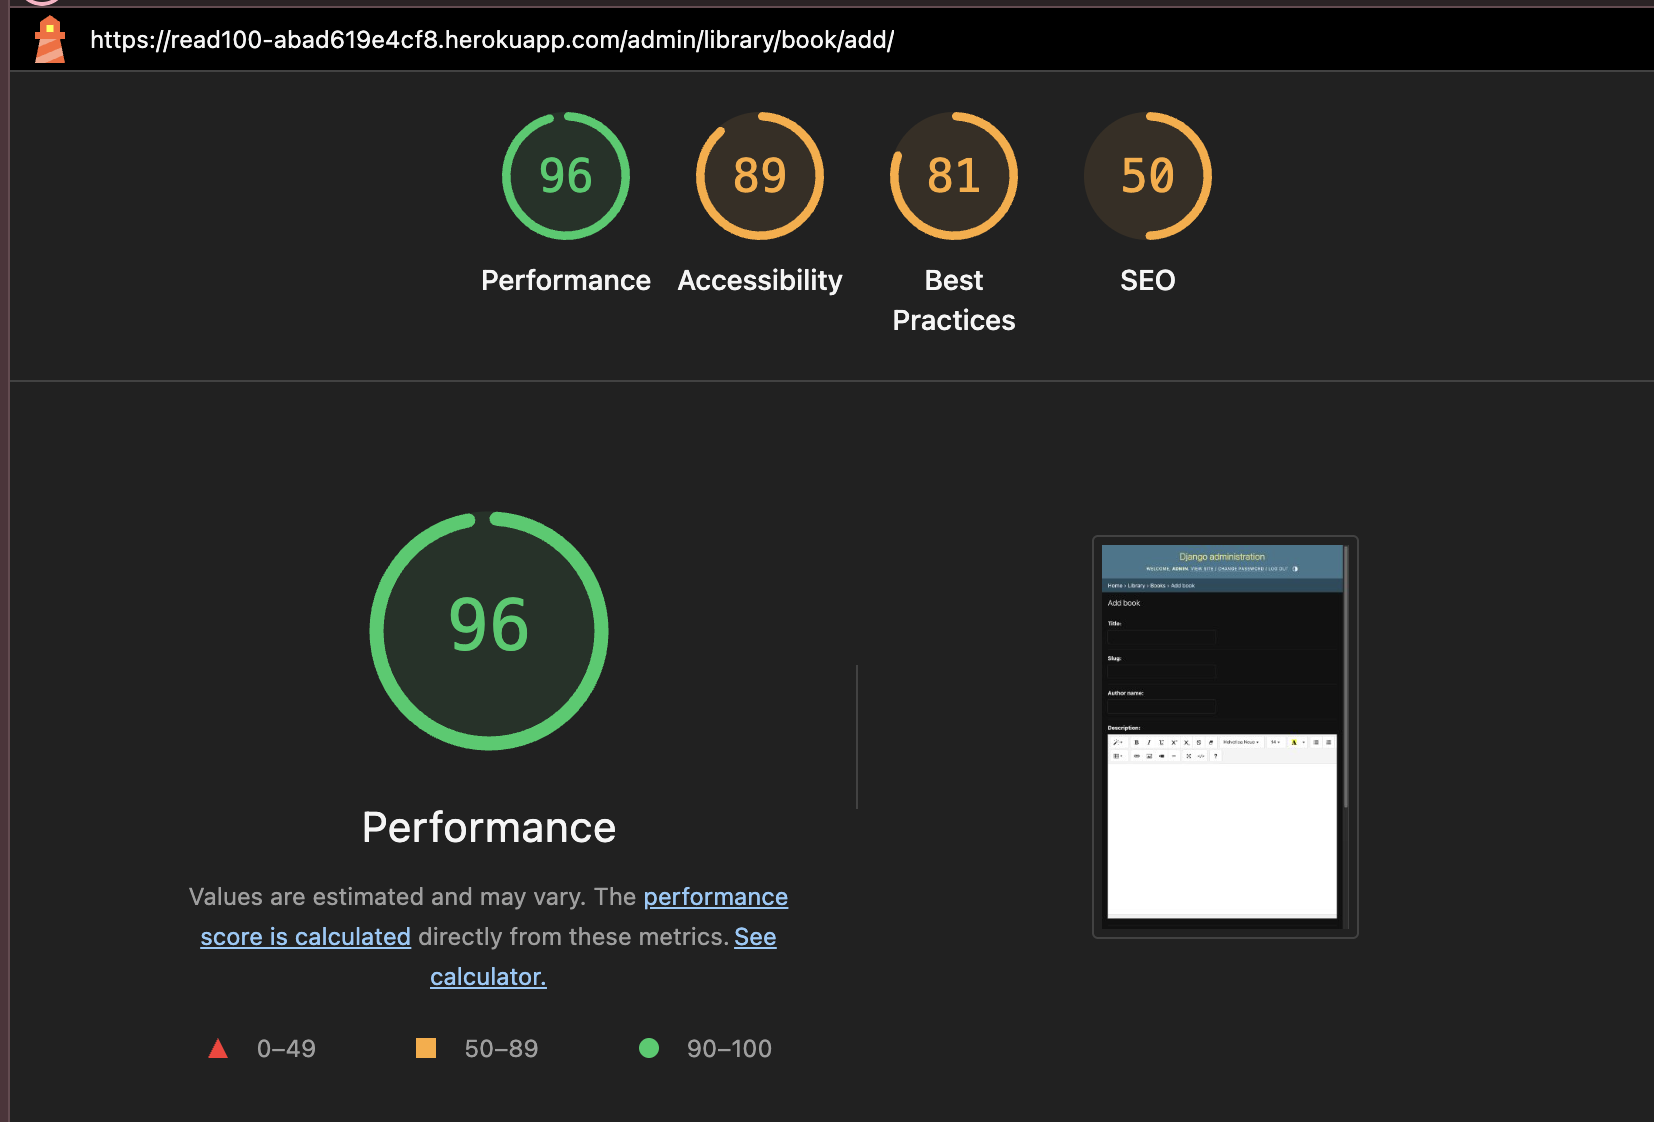 https://read100-abad619e4cf8.herokuapp.com/admin/library/book/add/
96
89
81
50
Performance
Accessibility
Best
Practices
SEO
96
Performance
Values are estimated and may vary. The performance
score is calculated directly from these metrics. See
calculator.
0–49
50–89
90–100
Django administration
WELCOME, ADMIN. VIEW SITE / CHANGE PASSWORD / LOG OUT
Home › Library › Books › Add book
Add book
Title:
Slug:
Author name:
Description: